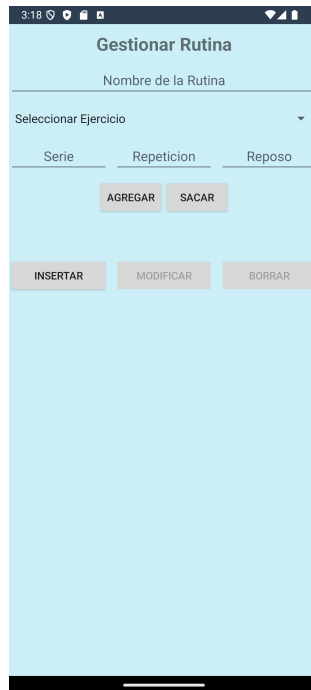 3:18
Gestionar Rutina
Nombre de la Rutina
Seleccionar Ejercicio
Serie Repeticion Reposo
AGREGAR SACAR
INSERTAR MODIFICAR BORRAR